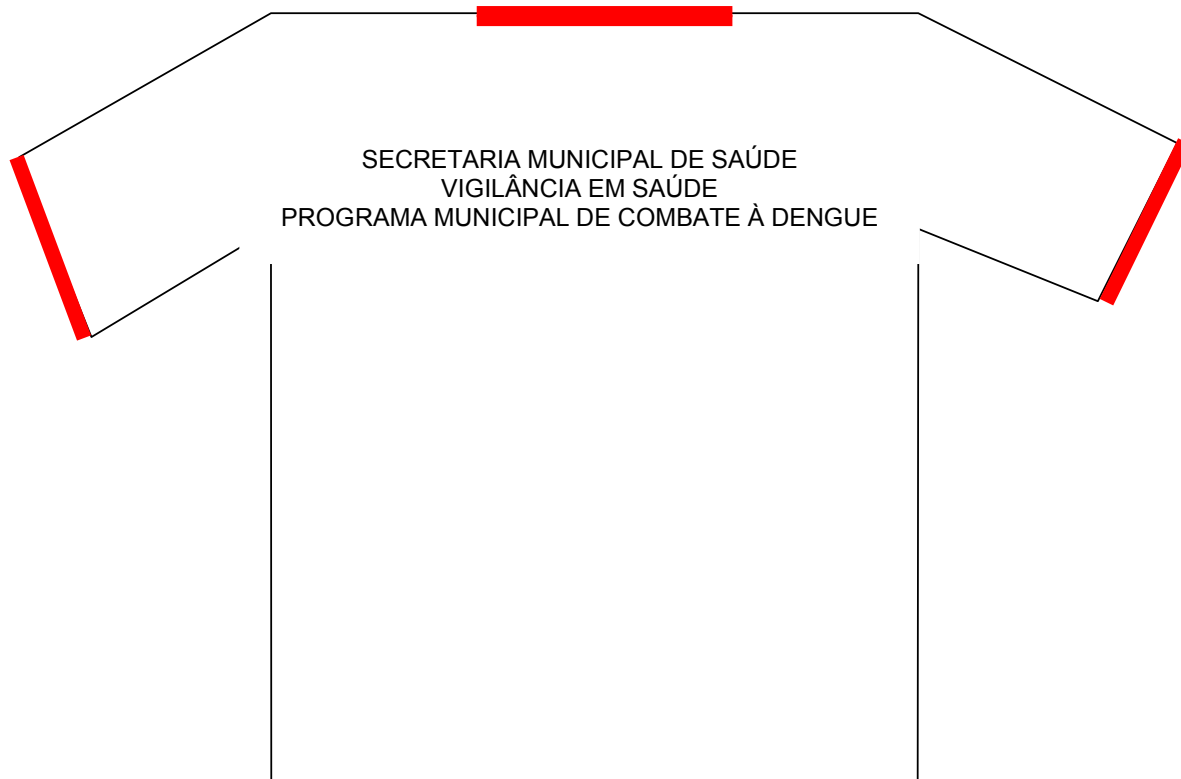 SECRETARIA MUNICIPAL DE SAÚDE
VIGILÂNCIA EM SAÚDE
PROGRAMA MUNICIPAL DE COMBATE À DENGUE